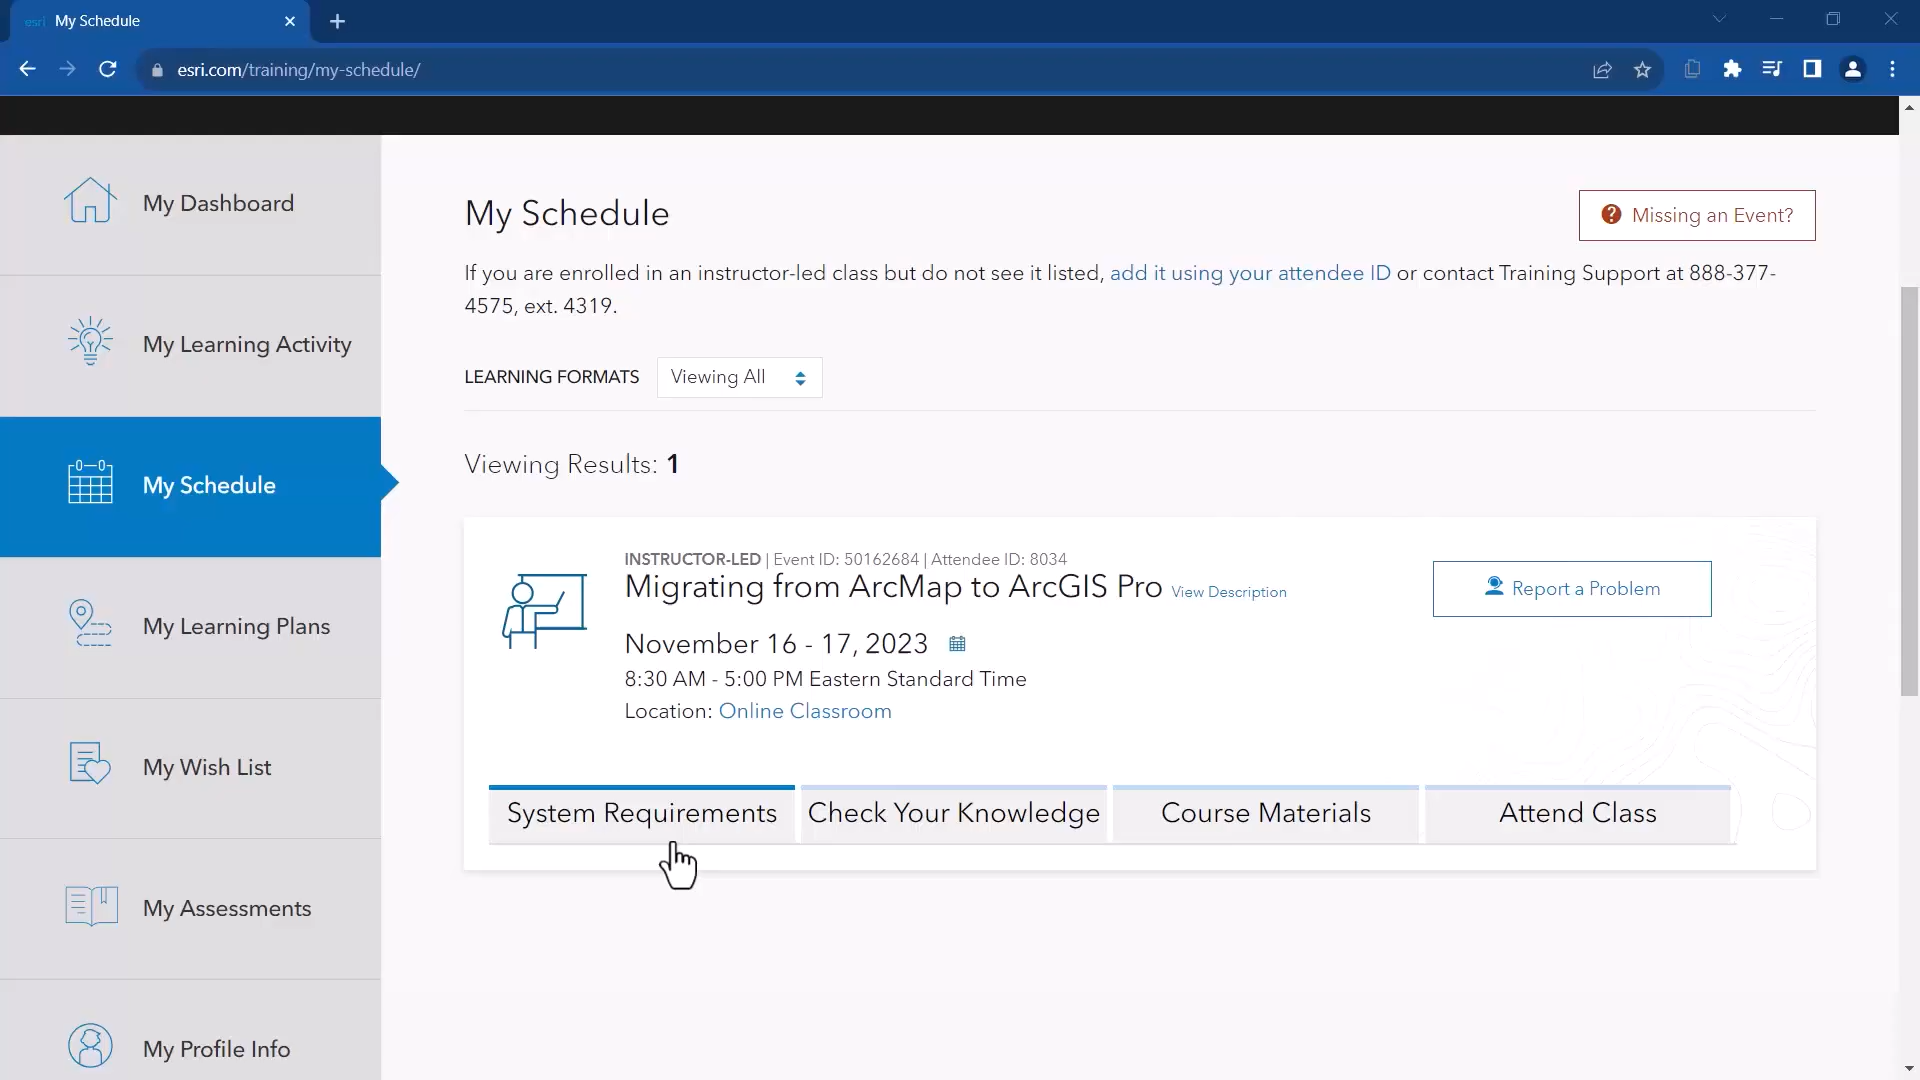 esri My Schedule
esri.com/training/my-schedule/
My Dashboard
My Learning Activity
My Schedule
My Learning Plans
My Wish List
My Assessments
My Profile Info
My Schedule
Missing an Event?
If you are enrolled in an instructor-led class but do not see it listed, add it using your attendee ID or contact Training Support at 888-377-
4575, ext. 4319.
LEARNING FORMATS Viewing All
Viewing Results: 1
INSTRUCTOR-LED | Event ID: 50162684 | Attendee ID: 8034
Migrating from ArcMap to ArcGIS Pro View Description
Report a Problem
November 16 - 17, 2023
8:30 AM - 5:00 PM Eastern Standard Time
Location: Online Classroom
System Requirements
Check Your Knowledge
Course Materials
Attend Class